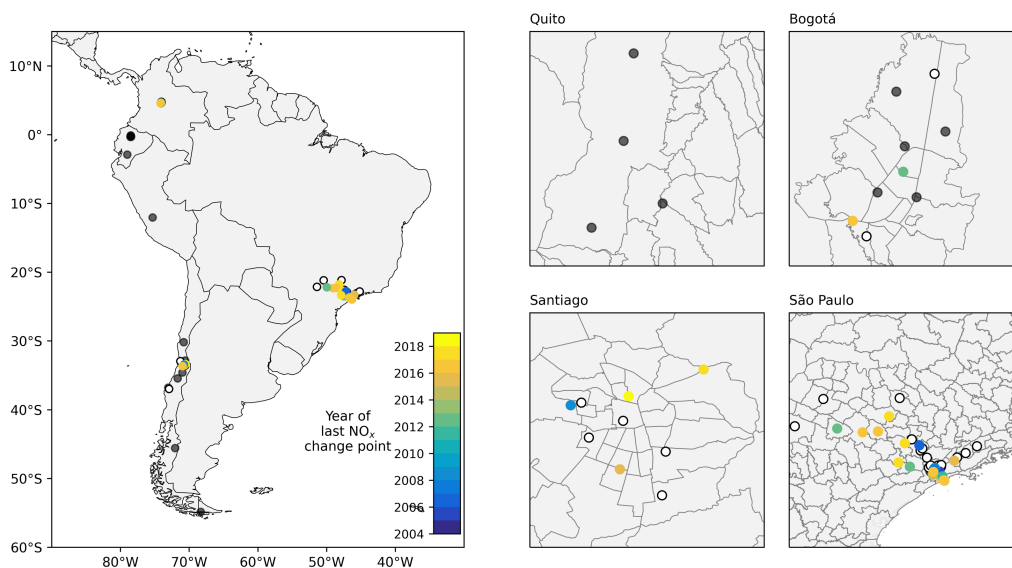 Quito
Bogotá
10°N
0°
10°S
20°S
30°S
40°S
50°S
60°S
80°W
70°W
60°W
50°W
40°W
Year of
last NOₓ
change point
2018
2016
2014
2012
2010
2008
2006
2004
Santiago
São Paulo